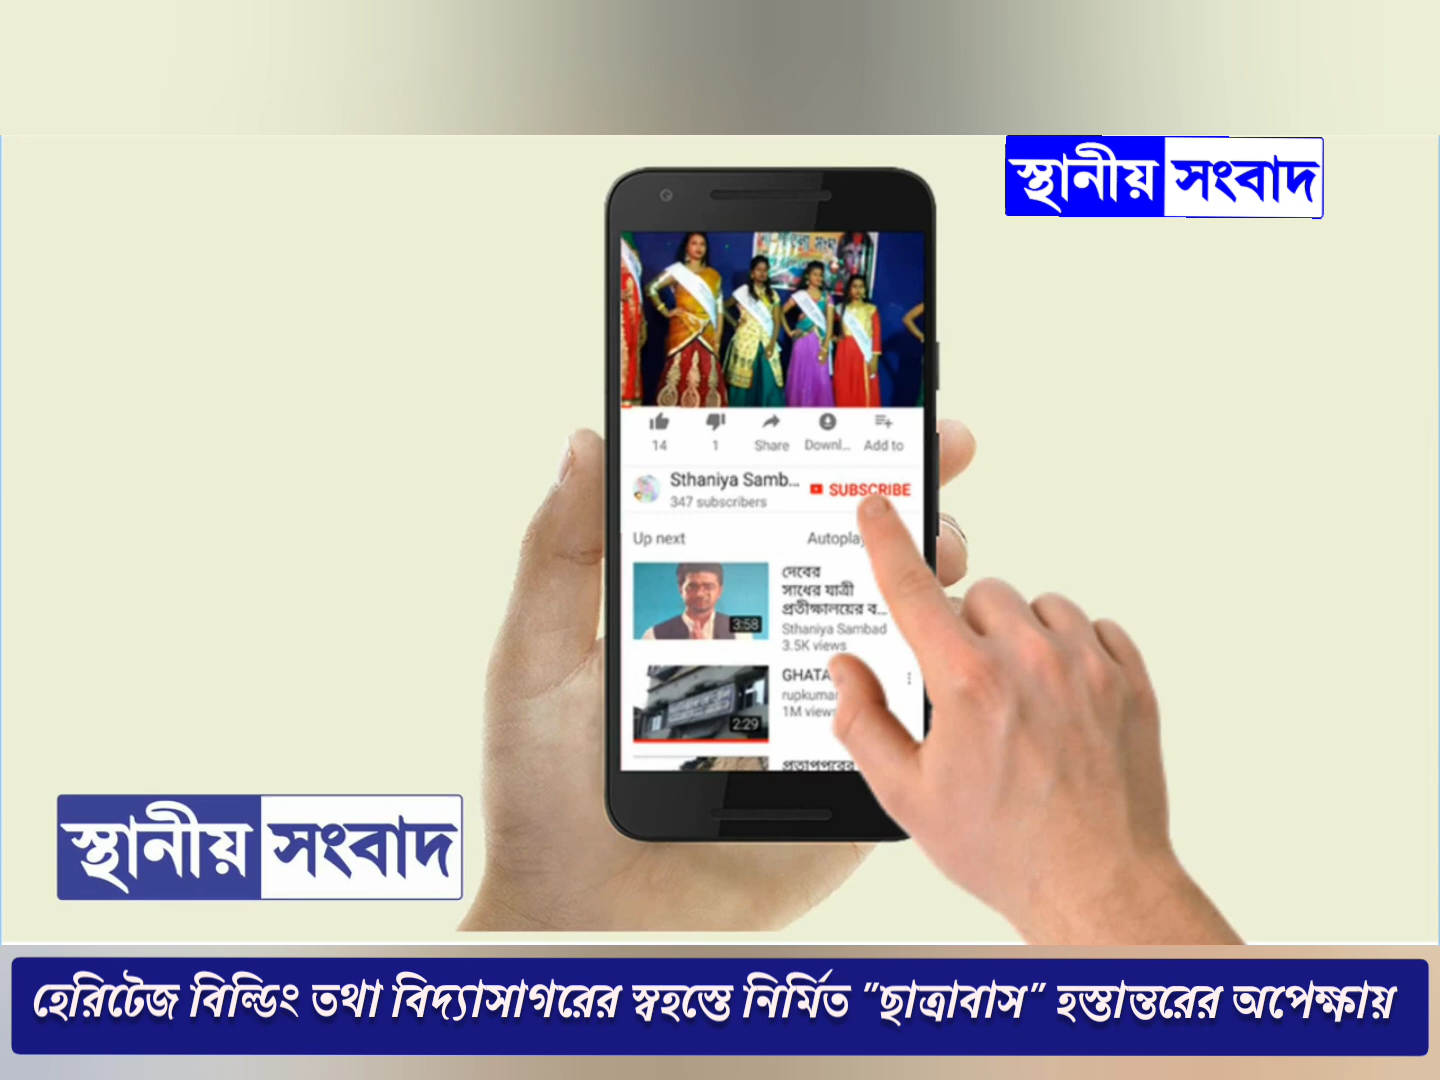 স্থানীয় সংবাদ
14 1 Share Downl... Add to
Sthaniya Samb... SUBSCRIBE
347 subscribers
Up next Autoplay
দেবের
সাধের যাত্রী
প্রতীক্ষালয়ের ব...
3:58
Sthaniya Sambad
3.5K views
GHATA
rupkumar
1M views
2:29
স্থানীয় সংবাদ
হেরিটেজ বিল্ডিং তথা বিদ্যাসাগরের স্বহস্তে নির্মিত "ছাত্রাবাস" হস্তান্তরের অপেক্ষায়